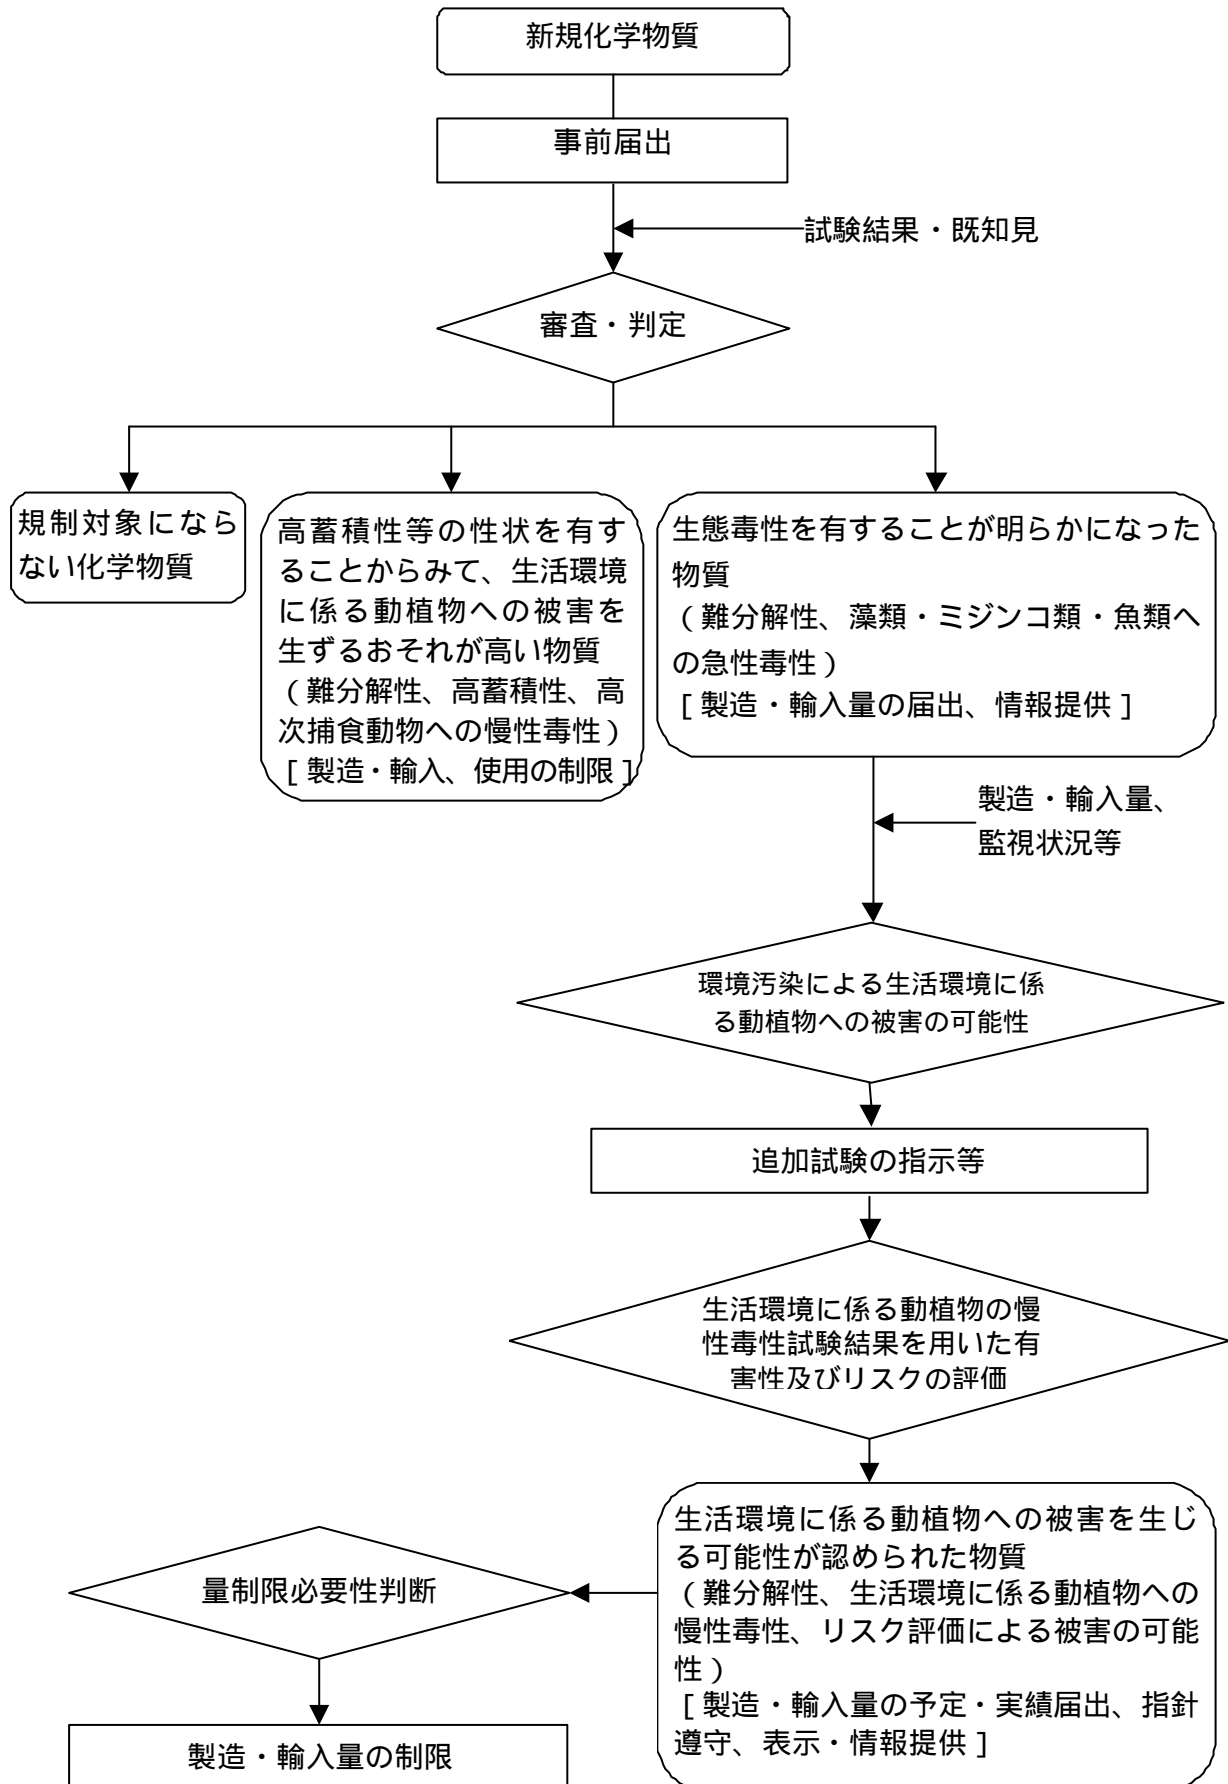 新規化学物質
事前届出
試験結果・既知見
審査・判定
規制対象になら
ない化学物質
高蓄積性等の性状を有す
ることからみて、生活環境
に係る動植物への被害を
生ずるおそれが高い物質
（難分解性、高蓄積性、高
次捕食動物への慢性毒性）
［製造・輸入、使用の制限］
生態毒性を有することが明らかになった
物質
（難分解性、藻類・ミジンコ類・魚類へ
の急性毒性）
［製造・輸入量の届出、情報提供］
製造・輸入量、
監視状況等
環境汚染による生活環境に係
る動植物への被害の可能性
追加試験の指示等
生活環境に係る動植物の慢
性毒性試験結果を用いた有
害性及びリスクの評価
生活環境に係る動植物への被害を生じ
る可能性が認められた物質
（難分解性、生活環境に係る動植物への
慢性毒性、リスク評価による被害の可能
性）
［製造・輸入量の予定・実績届出、指針
遵守、表示・情報提供］
量制限必要性判断
製造・輸入量の制限